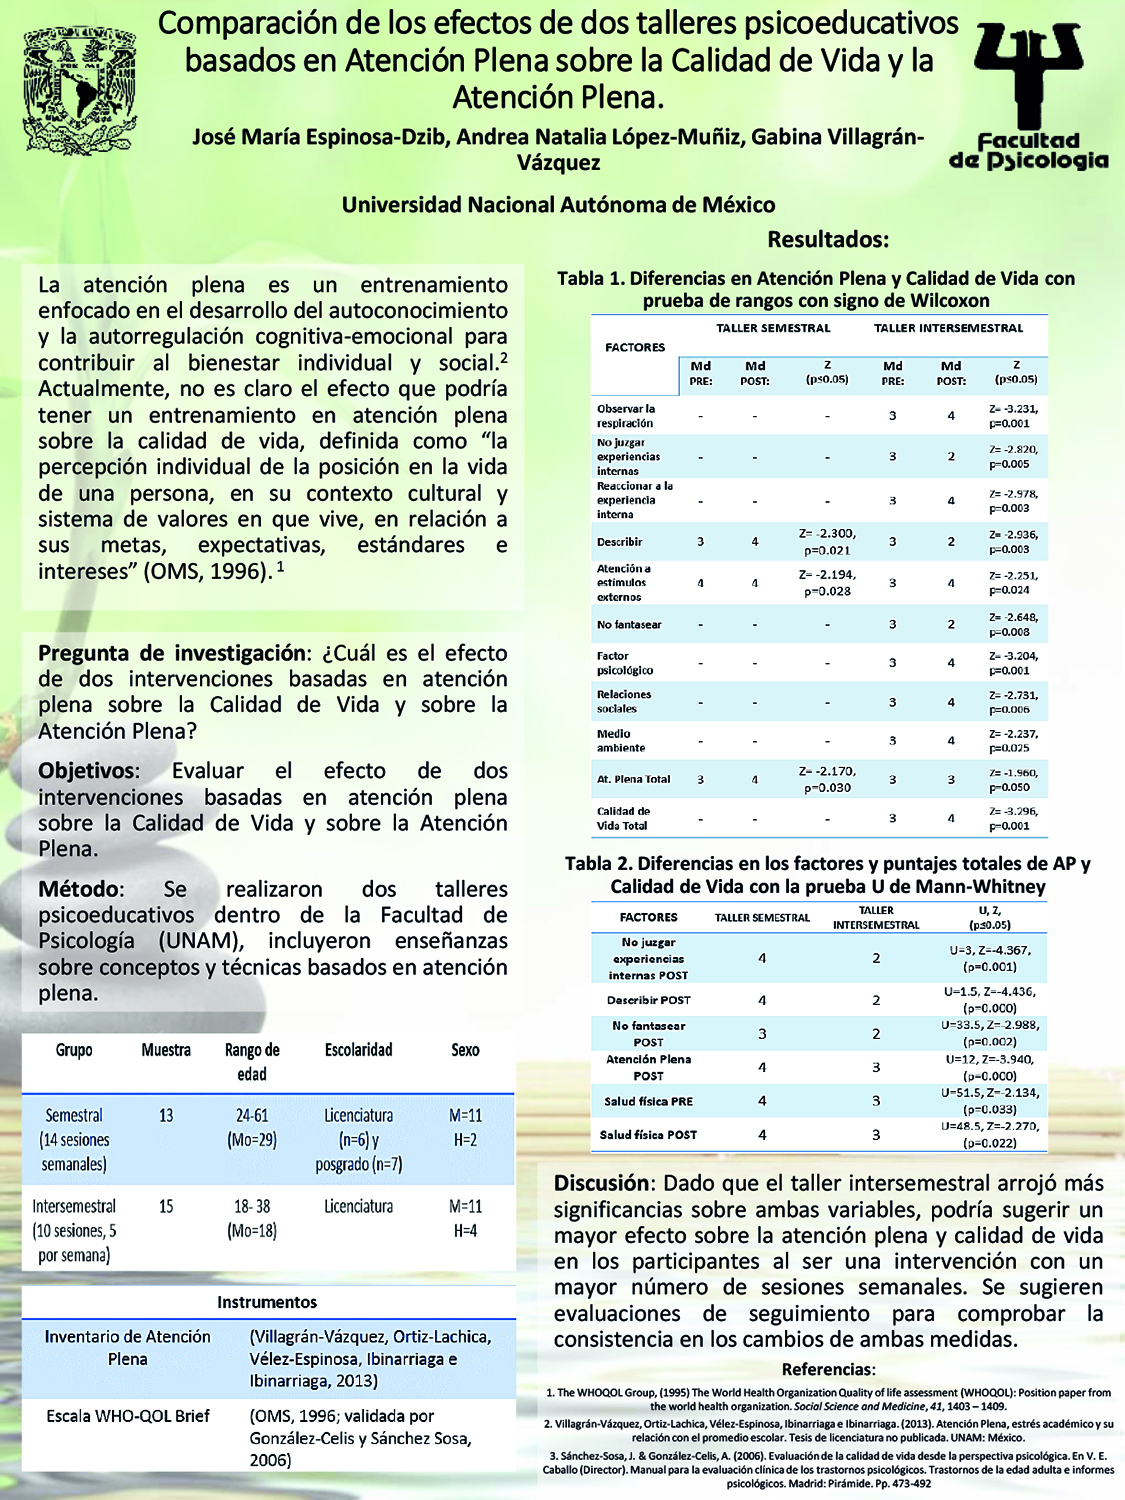 Comparación de los efectos de dos talleres psicoeducativos
basados en Atención Plena sobre la Calidad de Vida y la
Atención Plena.
José María Espinosa-Dzib, Andrea Natalia López-Muñiz, Gabina Villagrán-
Vázquez
Universidad Nacional Autónoma de México
Facultad
de Psicología
La atención plena es un entrenamiento
enfocado en el desarrollo del autoconocimiento
y la autorregulación cognitiva-emocional para
contribuir al bienestar individual y social.²
Actualmente, no es claro el efecto que podría
tener un entrenamiento en atención plena
sobre la calidad de vida, definida como “la
percepción individual de la posición en la vida
de una persona, en su contexto cultural y
sistema de valores en que vive, en relación a
sus metas, expectativas, estándares e
intereses” (OMS, 1996). ¹
Pregunta de investigación: ¿Cuál es el efecto
de dos intervenciones basadas en atención
plena sobre la Calidad de Vida y sobre la
Atención Plena?
Objetivos: Evaluar el efecto de dos
intervenciones basadas en atención plena
sobre la Calidad de Vida y sobre la Atención
Plena.
Método: Se realizaron dos talleres
psicoeducativos dentro de la Facultad de
Psicología (UNAM), incluyeron enseñanzas
sobre conceptos y técnicas basados en atención
plena.
Grupo Muestra Rango de Escolaridad Sexo
edad
Semestral 13 24-61 Licenciatura M=11
(14 sesiones (Mo=29) (n=6) y H=2
semanales) posgrado (n=7)
Intersemestral 15 18- 38 Licenciatura M=11
(10 sesiones, 5 (Mo=18) H=4
por semana)
Instrumentos
Inventario de Atención (Villagrán-Vázquez, Ortiz-Lachica,
Plena Vélez-Espinosa, Ibinarriaga e
Ibinarriaga, 2013)
Escala WHO-QOL Brief (OMS, 1996; validada por
González-Celis y Sánchez Sosa,
2006)
Resultados:
Tabla 1. Diferencias en Atención Plena y Calidad de Vida con
prueba de rangos con signo de Wilcoxon
TALLER SEMESTRAL TALLER INTERSEMESTRAL
FACTORES
Md Md Z Md Md Z
PRE: POST: (p≤0.05) PRE: POST: (p≤0.05)
Observar la - - - 3 4 Z= -3.231,
respiración p=0.001
No juzgar - - - 3 2 Z= -2.820,
experiencias p=0.005
internas
Reaccionar a la - - - 3 4 Z= -2.978,
experiencia p=0.003
interna
Describir 3 4 Z= -2.300, 3 2 Z= -2.936,
p=0.021 p=0.003
Atención a 4 4 Z= -2.194, 3 4 Z= -2.251,
estímulos p=0.028 p=0.024
externos
No fantasear - - - 3 2 Z= -2.648,
p=0.008
Factor - - - 3 4 Z= -3.204,
psicológico p=0.001
Relaciones - - - 3 4 Z= -2.731,
sociales p=0.006
Medio - - - 3 4 Z= -2.237,
ambiente p=0.025
At. Plena Total 3 4 Z= -2.170, 3 3 Z= -1.960,
p=0.030 p=0.050
Calidad de - - - 3 4 Z= -3.296,
Vida Total p=0.001
Tabla 2. Diferencias en los factores y puntajes totales de AP y
Calidad de Vida con la prueba U de Mann-Whitney
FACTORES TALLER SEMESTRAL TALLER INTERSEMESTRAL U, Z, (p≤0.05)
No juzgar 4 2 U=3, Z=-4.367,
experiencias (p=0.001)
internas POST
Describir POST 4 2 U=1.5, Z=-4.436,
(p=0.000)
No fantasear 3 2 U=33.5, Z=-2.988,
POST (p=0.002)
Atención Plena 4 3 U=12, Z=-3.940,
POST (p=0.000)
Salud física PRE 4 3 U=51.5, Z=-2.134,
(p=0.033)
Salud física POST 4 3 U=48.5, Z=-2.270,
(p=0.022)
Discusión: Dado que el taller intersemestral arrojó más
significancias sobre ambas variables, podría sugerir un
mayor efecto sobre la atención plena y calidad de vida
en los participantes al ser una intervención con un
mayor número de sesiones semanales. Se sugieren
evaluaciones de seguimiento para comprobar la
consistencia en los cambios de ambas medidas.
Referencias:
1. The WHOQOL Group, (1995) The World Health Organization Quality of life assessment (WHOQOL): Position paper from
the world health organization. Social Science and Medicine, 41, 1403 – 1409.
2. Villagrán-Vázquez, Ortiz-Lachica, Vélez-Espinosa, Ibinarriaga e Ibinarriaga. (2013). Atención Plena, estrés académico y su
relación con el promedio escolar. Tesis de licenciatura no publicada. UNAM: México.
3. Sánchez-Sosa, J. & González-Celis, A. (2006). Evaluación de la calidad de vida desde la perspectiva psicológica. En V. E.
Caballo (Director). Manual para la evaluación clínica de los trastornos psicológicos. Trastornos de la edad adulta e informes
psicológicos. Madrid: Pirámide. Pp. 473-492